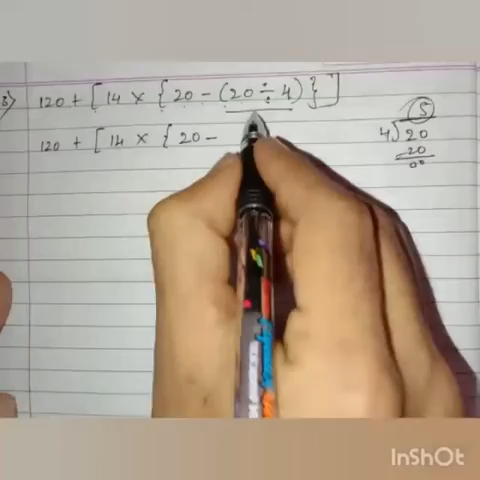 8) 120 + [ 14 × { 20 - (20 ÷ 4) } ]
120 + [ 14 × { 20 -
5
4) 20
20
00
InShOt